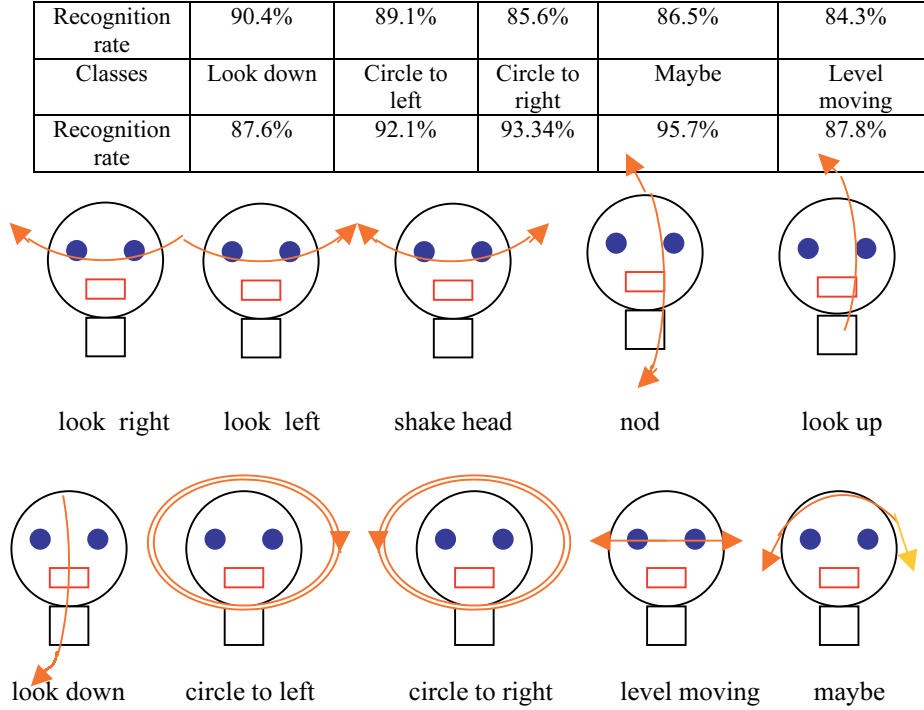 Recognition rate 90.4% 89.1% 85.6% 86.5% 84.3%
Classes Look down Circle to left Circle to right Maybe Level moving
Recognition rate 87.6% 92.1% 93.34% 95.7% 87.8%
look right look left shake head nod look up
look down circle to left circle to right level moving maybe